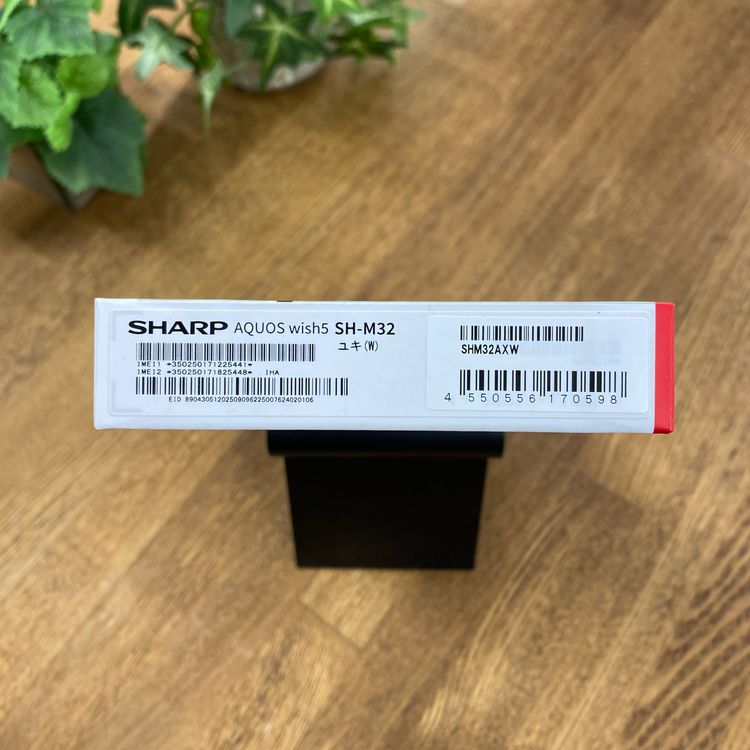 SHARP AQUOS wish5 SH-M32
ユキ(W)
IMEI1 *350250171225441*
IMEI2 *350250171825448* IHA
EID 89043051202509096225007624020106
SHM32AXW
4 550556 170598